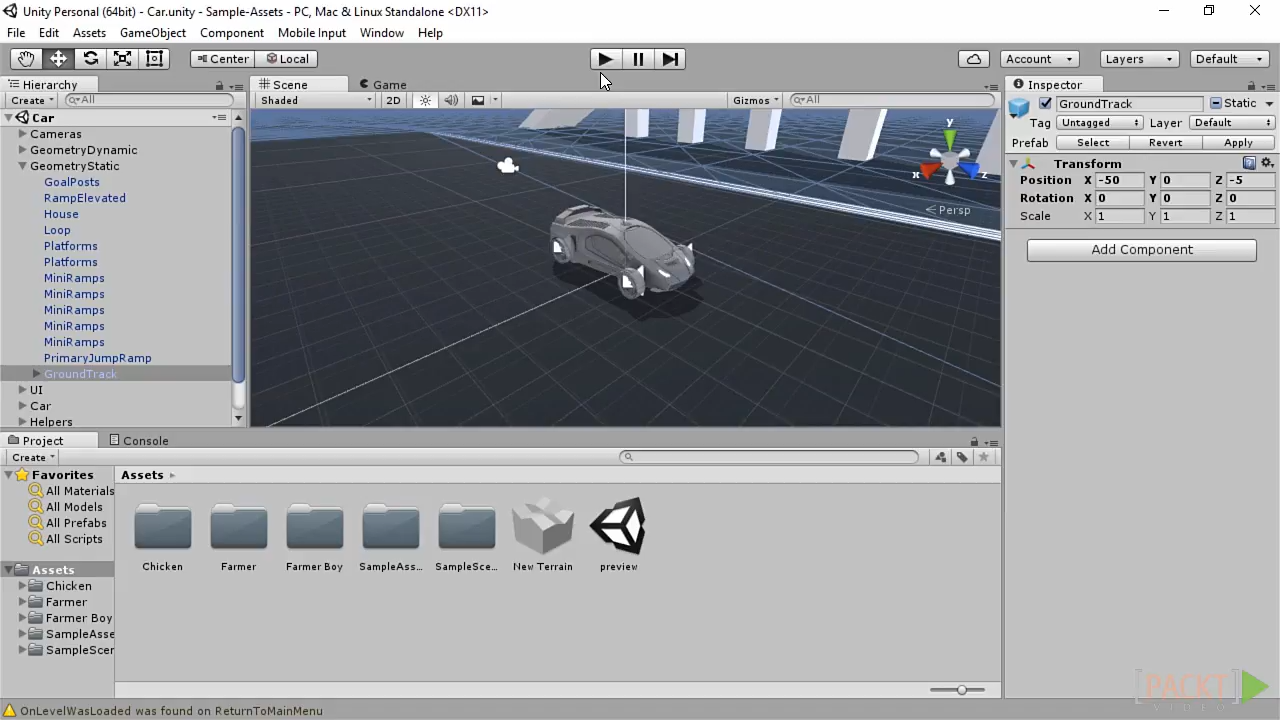 Unity Personal (64bit) - Car.unity - Sample-Assets - PC, Mac & Linux Standalone <DX11>
File Edit Assets GameObject Component Mobile Input Window Help
Center Local Account Layers Default
Hierarchy
Create All
Car
Cameras
GeometryDynamic
GeometryStatic
GoalPosts
RampElevated
House
Loop
Platforms
Platforms
MiniRamps
MiniRamps
MiniRamps
MiniRamps
MiniRamps
PrimaryJumpRamp
GroundTrack
UI
Car
Helpers
Scene Game
Shaded 2D Gizmos All
y
x z
Persp
Inspector
GroundTrack Static
Tag Untagged Layer Default
Prefab Select Revert Apply
Transform
Position X -50 Y 0 Z -5
Rotation X 0 Y 0 Z 0
Scale X 1 Y 1 Z 1
Add Component
Project Console
Create
Favorites
All Materials
All Models
All Prefabs
All Scripts
Assets
Chicken
Farmer
Farmer Boy
SampleAsse
SampleScen
Assets
Chicken Farmer Farmer Boy SampleAss... SampleSce... New Terrain preview
OnLevelWasLoaded was found on ReturnToMainMenu
PACKT
VIDEO